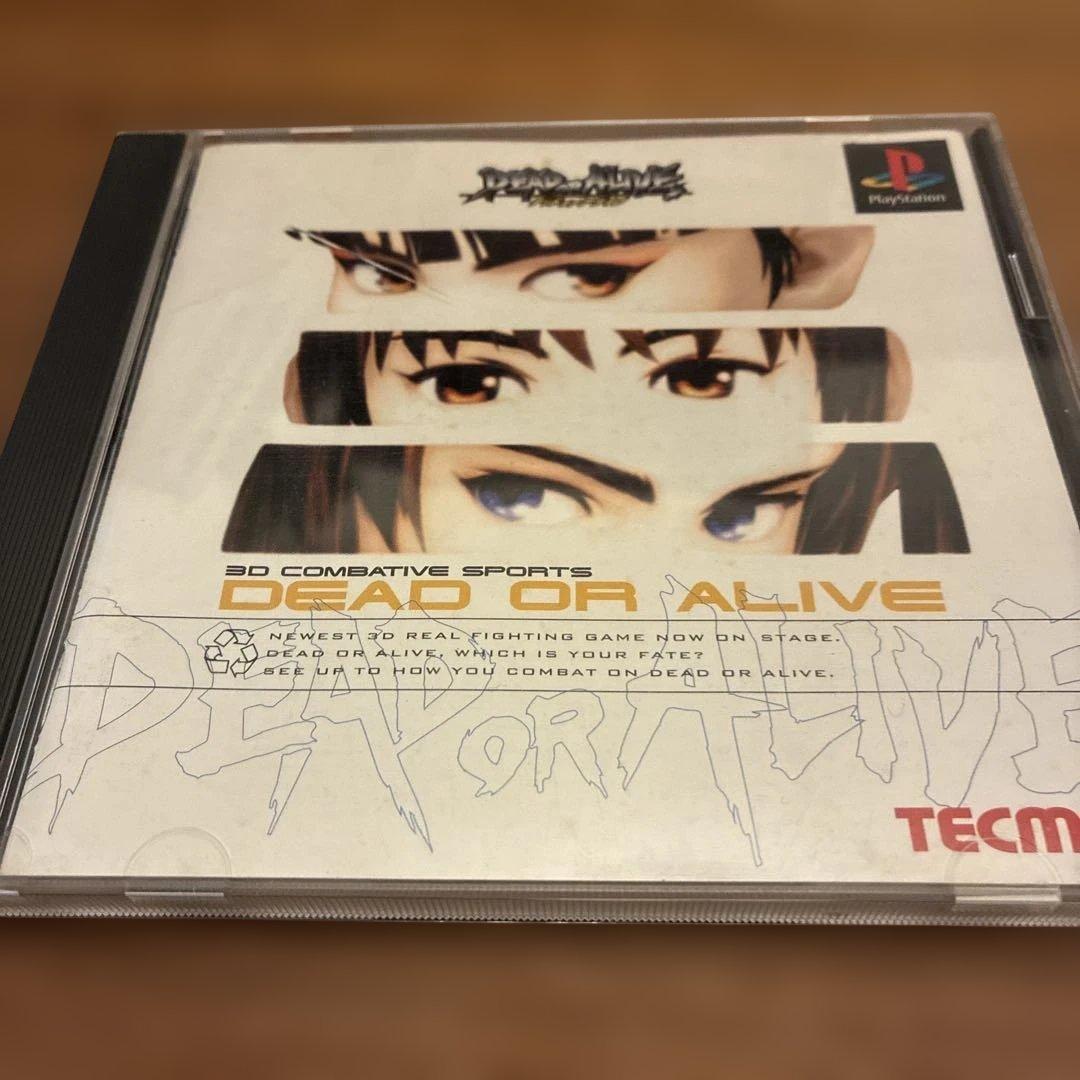 DEAD OR ALIVE
PlayStation
3D COMBATIVE SPORTS
DEAD OR ALIVE
NEWEST 3D REAL FIGHTING GAME NOW ON STAGE.
DEAD OR ALIVE, WHICH IS YOUR FATE?
SEE UP TO HOW YOU COMBAT ON DEAD OR ALIVE.
DEAD OR ALIVE
TECM